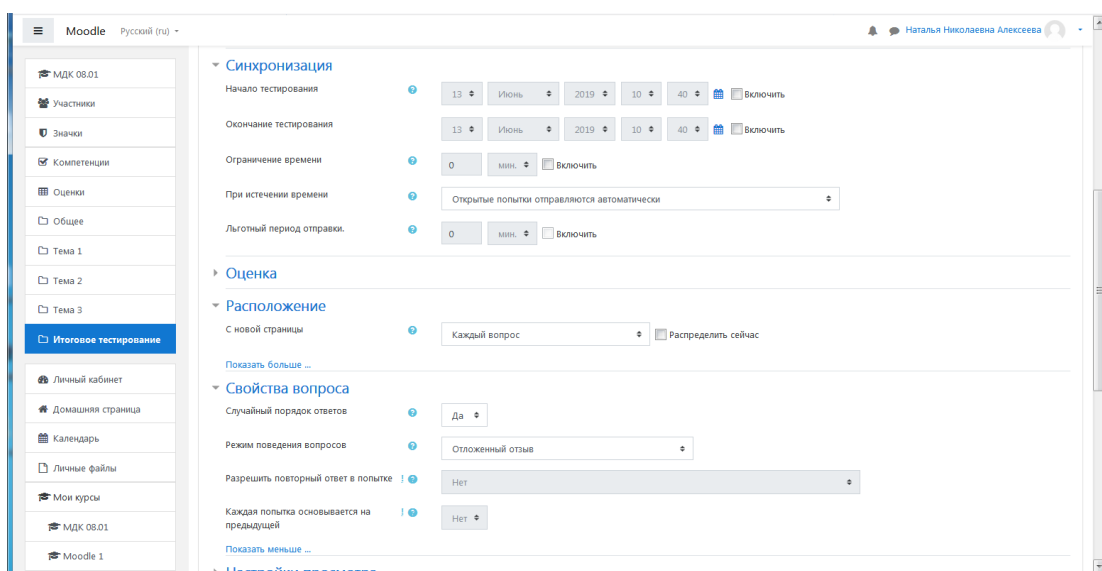 Moodle Русский (ru)
Наталья Николаевна Алексеева
МДК 08.01
Участники
Значки
Компетенции
Оценки
Общее
Тема 1
Тема 2
Тема 3
Итоговое тестирование
Личный кабинет
Домашняя страница
Календарь
Личные файлы
Мои курсы
МДК 08.01
Moodle 1
Синхронизация
Начало тестирования 13 Июнь 2019 10 40 Включить
Окончание тестирования 13 Июнь 2019 10 40 Включить
Ограничение времени 0 мин. Включить
При истечении времени Открытые попытки отправляются автоматически
Льготный период отправки. 0 мин. Включить
Оценка
Расположение
С новой страницы Каждый вопрос Распределить сейчас
Показать больше ...
Свойства вопроса
Случайный порядок ответов Да
Режим поведения вопросов Отложенный отзыв
Разрешить повторный ответ в попытке ! Нет
Каждая попытка основывается на ! Нет
предыдущей
Показать меньше ...
Настройки просмотра